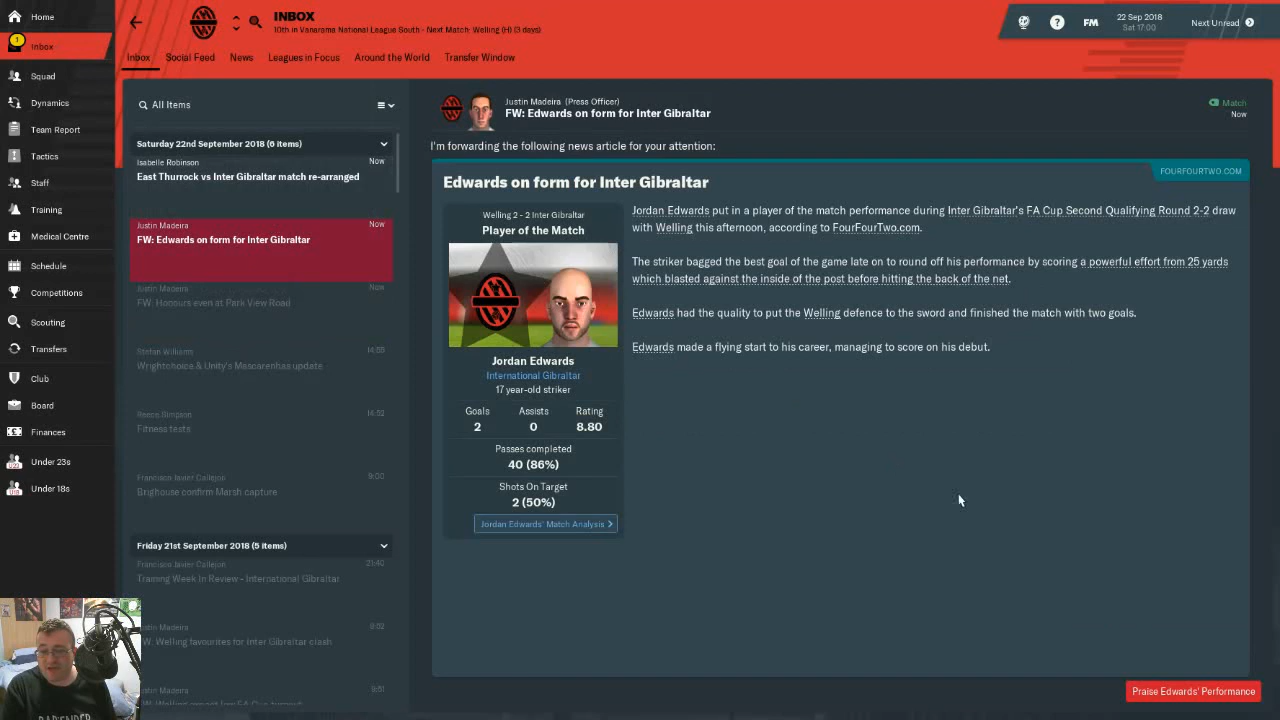 Home
1
Inbox
Squad
Dynamics
Team Report
Tactics
Staff
Training
Medical Centre
Schedule
Competitions
Scouting
Transfers
Club
Board
Finances
U23
Under 23s
U18
Under 18s
INBOX
10th in Vanarama National League South - Next Match: Welling (H) (3 days)
?
FM
22 Sep 2018
Sat 17:00
Next Unread
Inbox
Social Feed
News
Leagues in Focus
Around the World
Transfer Window
All Items
Saturday 22nd September 2018 (6 items)
Isabelle Robinson
Now
East Thurrock vs Inter Gibraltar match re-arranged
Justin Madeira
Now
FW: Edwards on form for Inter Gibraltar
Justin Madeira
Now
FW: Honours even at Park View Road
Stefan Williams
Wrightchoice & Unity's Mascarenhas update
Reece Simpson
14:52
Fitness tests
Francisco Javier Callejon
9:00
Brighouse confirm Marsh capture
Friday 21st September 2018 (5 items)
Francisco Javier Callejon
21:40
Training Week In Review - International Gibraltar
Justin Madeira
9:02
FW: Welling favourites for Inter Gibraltar clash
Justin Madeira
9:51
Justin Madeira (Press Officer)
FW: Edwards on form for Inter Gibraltar
Match
Now
I'm forwarding the following news article for your attention:
FOURFOURTWO.COM
Edwards on form for Inter Gibraltar
Welling 2 - 2 Inter Gibraltar
Player of the Match
Jordan Edwards
International Gibraltar
17 year-old striker
Goals Assists Rating
2 0 8.80
Passes completed
40 (86%)
Shots On Target
2 (50%)
Jordan Edwards' Match Analysis
Jordan Edwards put in a player of the match performance during Inter Gibraltar's FA Cup Second Qualifying Round 2-2 draw
with Welling this afternoon, according to FourFourTwo.com.
The striker bagged the best goal of the game late on to round off his performance by scoring a powerful effort from 25 yards
which blasted against the inside of the post before hitting the back of the net.
Edwards had the quality to put the Welling defence to the sword and finished the match with two goals.
Edwards made a flying start to his career, managing to score on his debut.
Praise Edwards' Performance